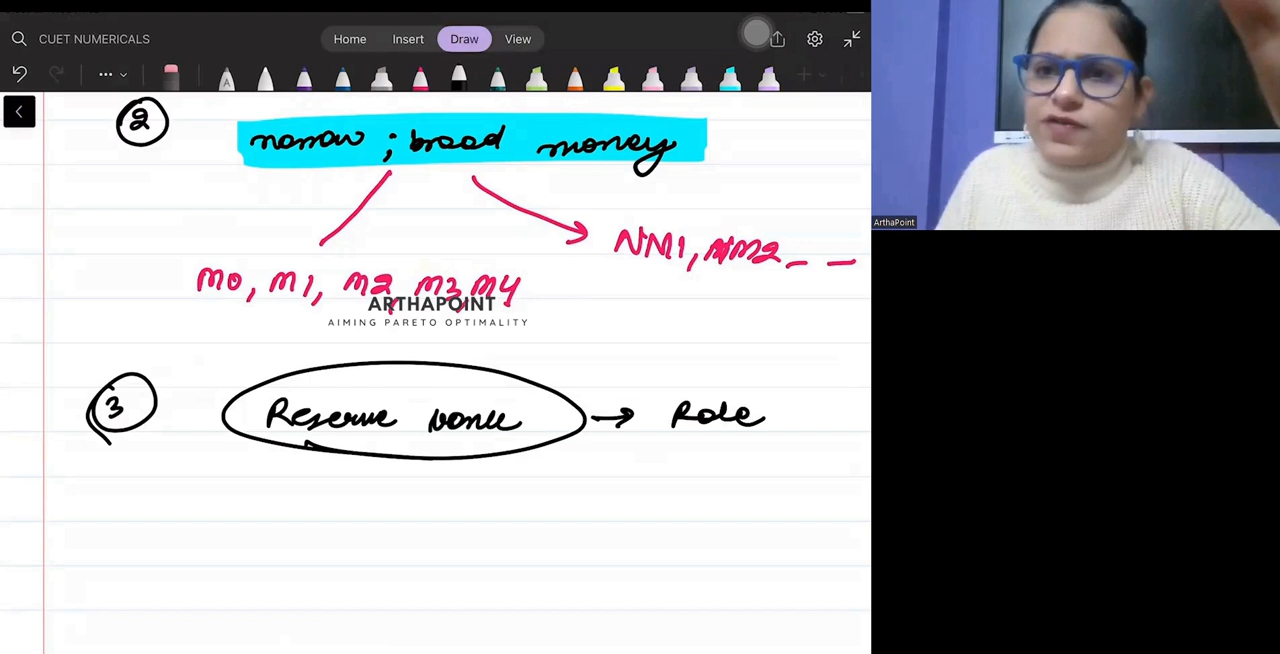 CUET NUMERICALS
Home Insert Draw View
2 narrow ; broad money
NM1, NM2 _ _
M0, M1, M2, M3, M4
ARTHAPOINT
AIMING PARETO OPTIMALITY
3 Reserve bank → Role
ArthaPoint